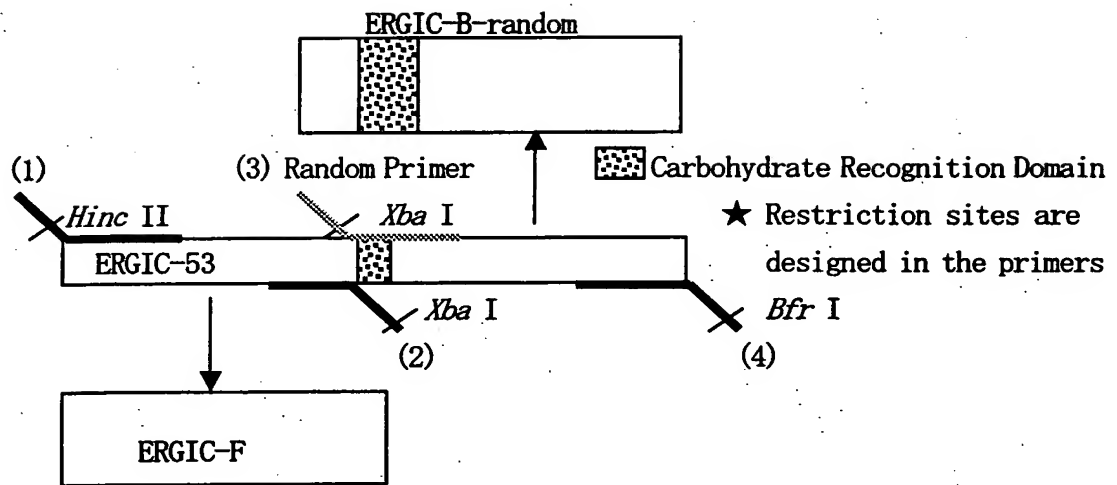 ERGIC-B-random
(1)
(3) Random Primer
Carbohydrate Recognition Domain
Hinc II
Xba I
★ Restriction sites are
designed in the primers
ERGIC-53
Xba I
Bfr I
(2)
(4)
ERGIC-F